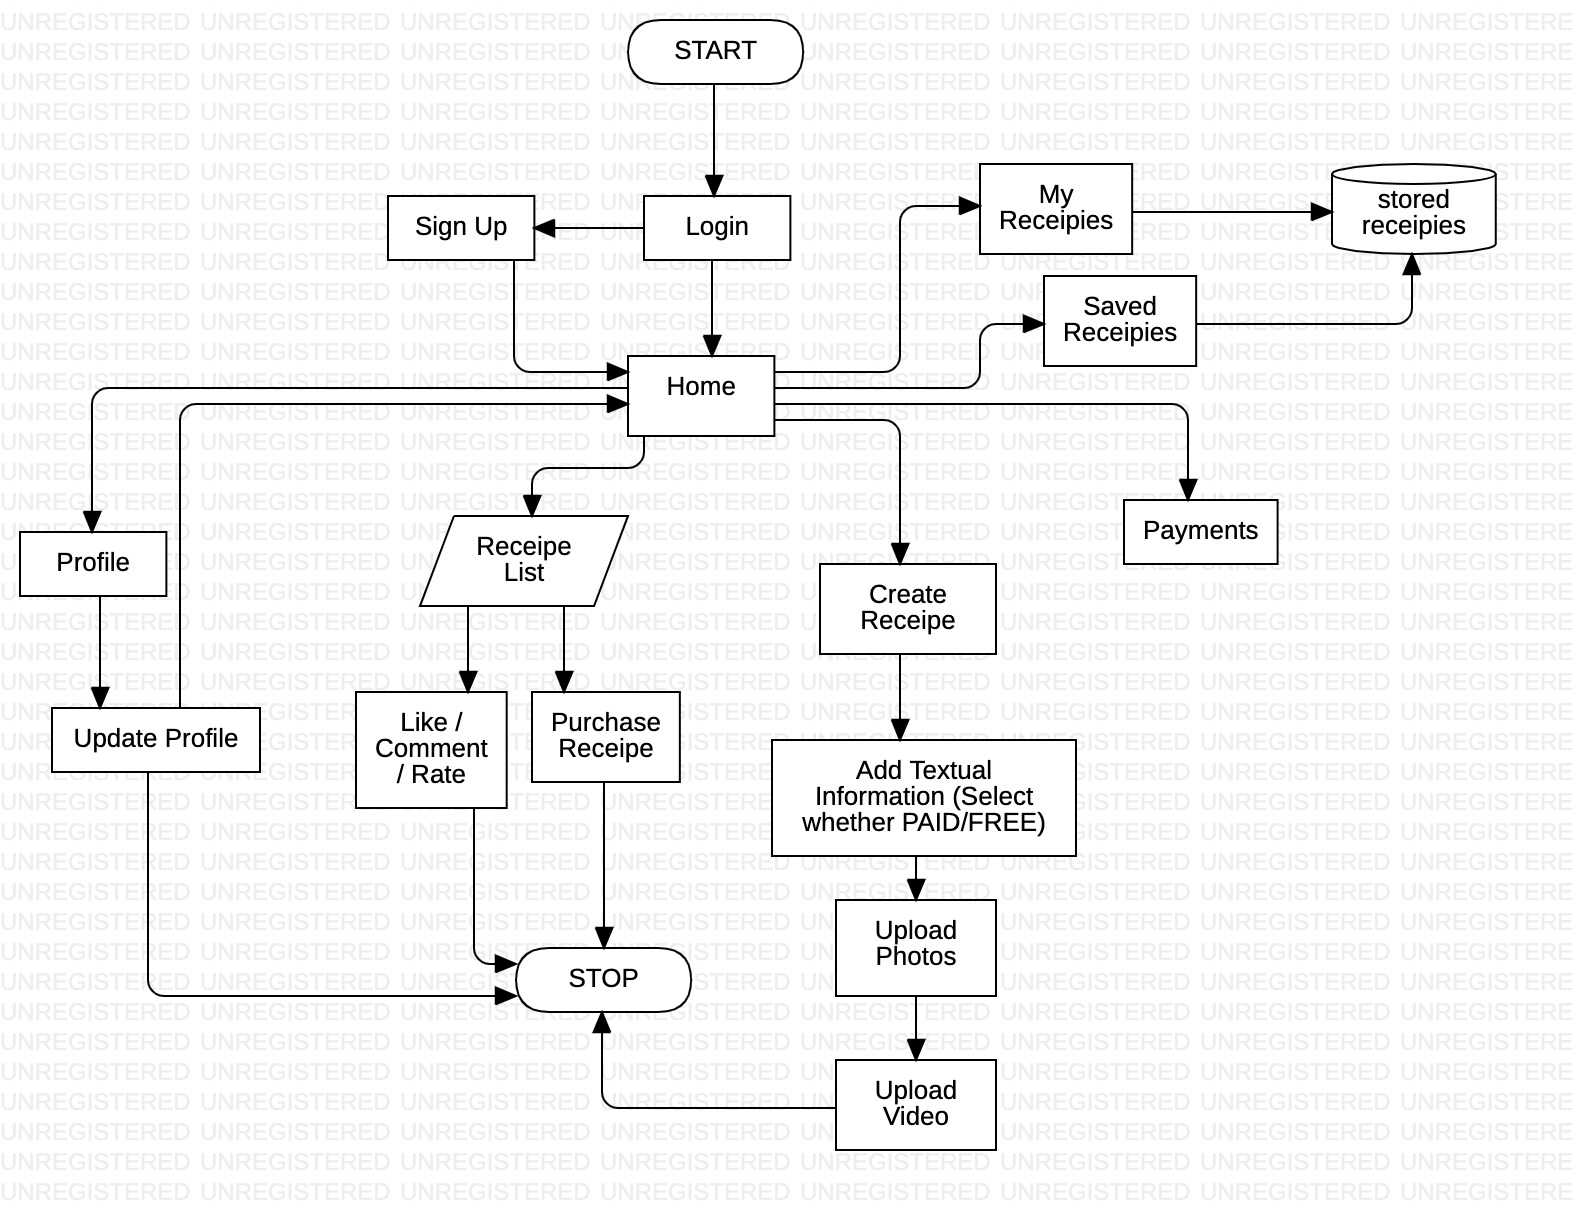 START
Sign Up
Login
My
Receipies
stored
receipies
Saved
Receipies
Home
Profile
Receipe
List
Payments
Create
Receipe
Update Profile
Like /
Comment
/ Rate
Purchase
Receipe
Add Textual
Information (Select
whether PAID/FREE)
Upload
Photos
STOP
Upload
Video
UNREGISTERED